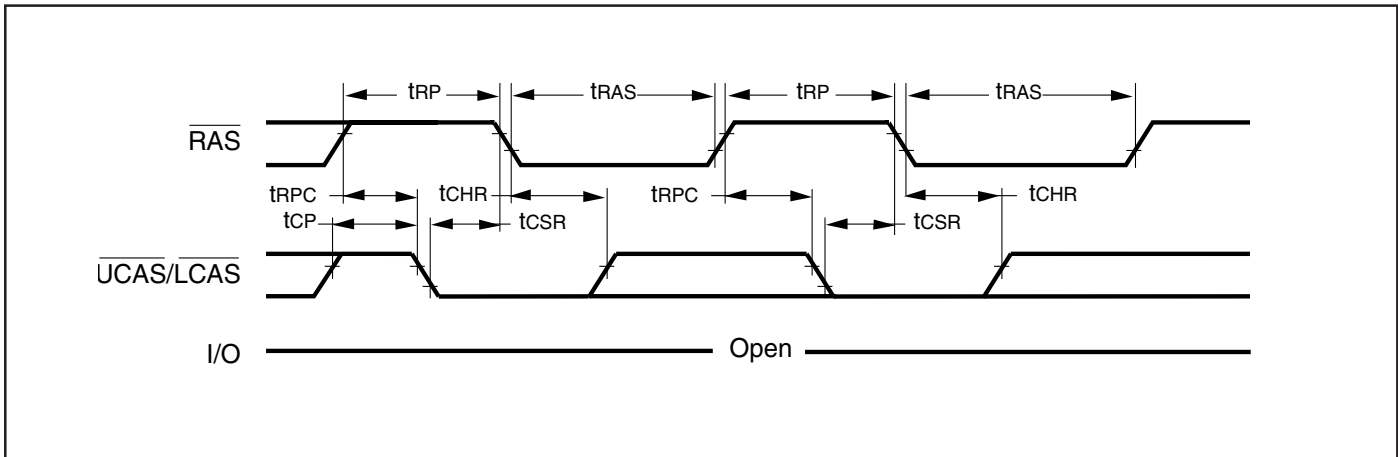 tRP tRAS tRP tRAS
RAS
tRPC tCHR tRPC tCHR
tCP tCSR tCSR
UCAS/LCAS
I/O Open